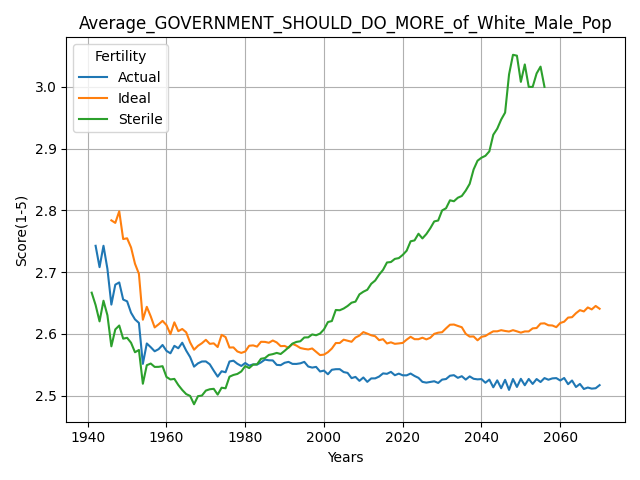 Average_GOVERNMENT_SHOULD_DO_MORE_of_White_Male_Pop
Fertility
Actual
Ideal
Sterile
Score(1-5)
3.0
2.9
2.8
2.7
2.6
2.5
1940 1960 1980 2000 2020 2040 2060
Years